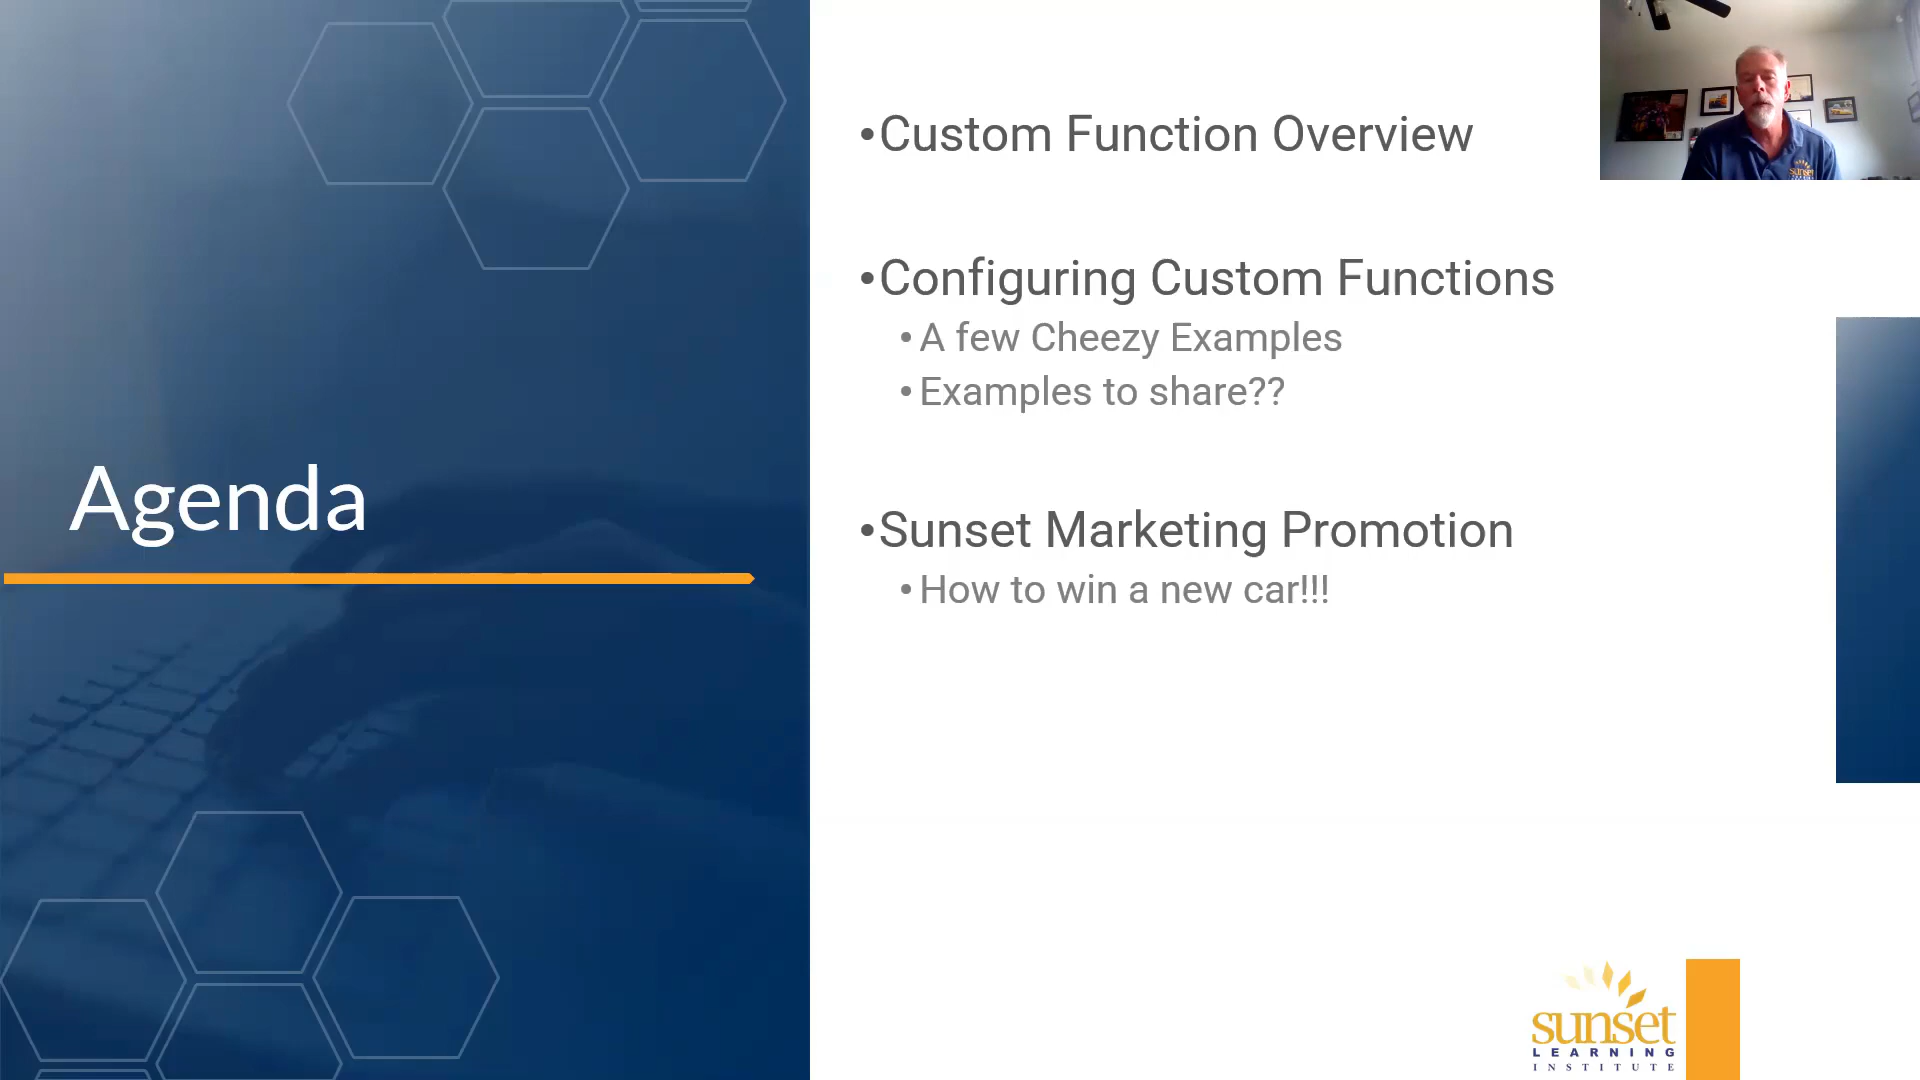 Agenda
•Custom Function Overview
•Configuring Custom Functions
•A few Cheezy Examples
•Examples to share??
•Sunset Marketing Promotion
•How to win a new car!!!
sunset
sunset
LEARNING
INSTITUTE